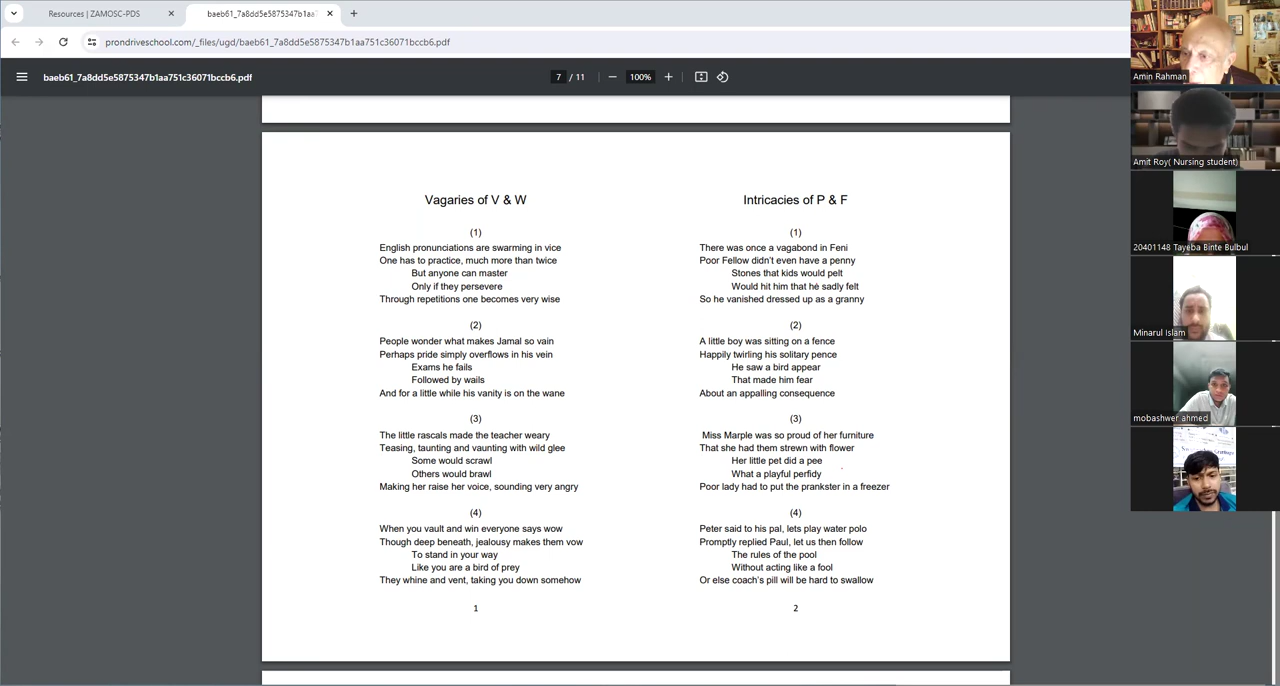 Resources | ZAMOSC-PDS
baeb61_7a8dd5e5875347b1aa7
prondriveschool.com/_files/ugd/baeb61_7a8dd5e5875347b1aa751c36071bccb6.pdf
baeb61_7a8dd5e5875347b1aa751c36071bccb6.pdf
7 / 11
100%
Vagaries of V & W
(1)
English pronunciations are swarming in vice
One has to practice, much more than twice
But anyone can master
Only if they persevere
Through repetitions one becomes very wise
(2)
People wonder what makes Jamal so vain
Perhaps pride simply overflows in his vein
Exams he fails
Followed by wails
And for a little while his vanity is on the wane
(3)
The little rascals made the teacher weary
Teasing, taunting and vaunting with wild glee
Some would scrawl
Others would brawl
Making her raise her voice, sounding very angry
(4)
When you vault and win everyone says wow
Though deep beneath, jealousy makes them vow
To stand in your way
Like you are a bird of prey
They whine and vent, taking you down somehow
1
Intricacies of P & F
(1)
There was once a vagabond in Feni
Poor Fellow didn't even have a penny
Stones that kids would pelt
Would hit him that he sadly felt
So he vanished dressed up as a granny
(2)
A little boy was sitting on a fence
Happily twirling his solitary pence
He saw a bird appear
That made him fear
About an appalling consequence
(3)
Miss Marple was so proud of her furniture
That she had them strewn with flower
Her little pet did a pee
What a playful perfidy
Poor lady had to put the prankster in a freezer
(4)
Peter said to his pal, lets play water polo
Promptly replied Paul, let us then follow
The rules of the pool
Without acting like a fool
Or else coach's pill will be hard to swallow
2
Amin Rahman
Amit Roy( Nursing student)
20401148 Tayeba Binte Bulbul
Minarul Islam
mobashwer ahmed